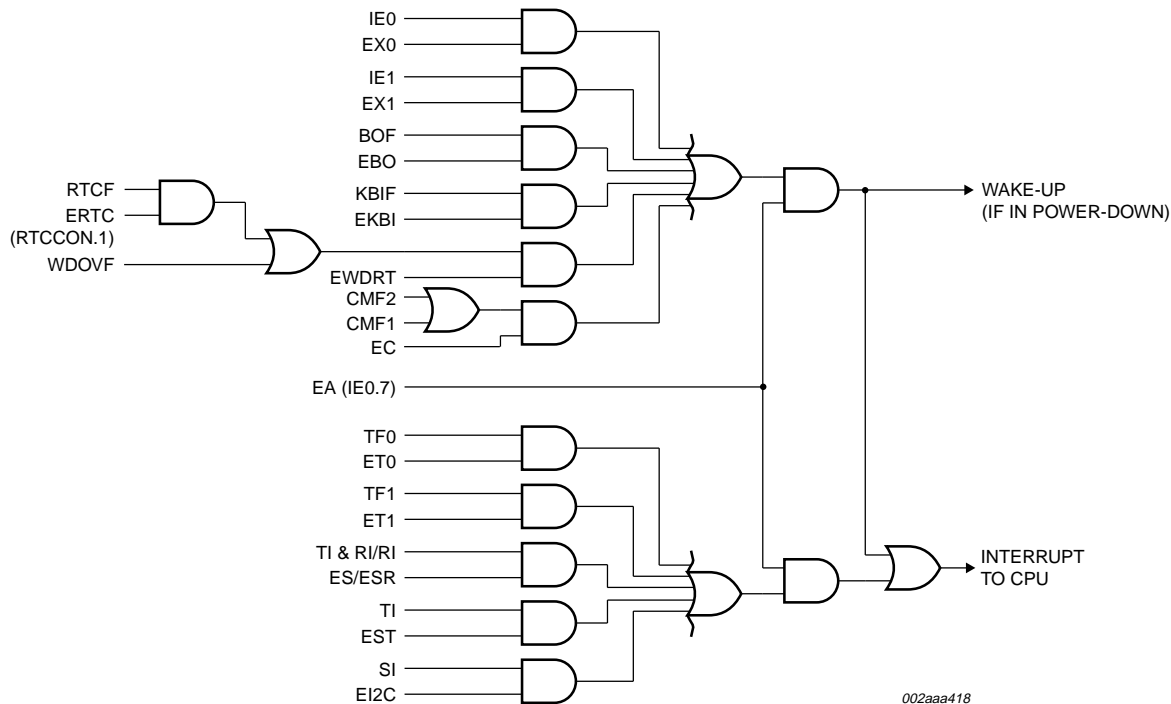 IE0
EX0
IE1
EX1
BOF
EBO
RTCF
KBIF
ERTC
EKBI
WAKE-UP
(IF IN POWER-DOWN)
(RTCCON.1)
WDOVF
EWDRT
CMF2
CMF1
EC
EA (IE0.7)
TF0
ET0
TF1
ET1
TI & RI/RI
ES/ESR
INTERRUPT
TO CPU
TI
EST
SI
EI2C
002aaa418